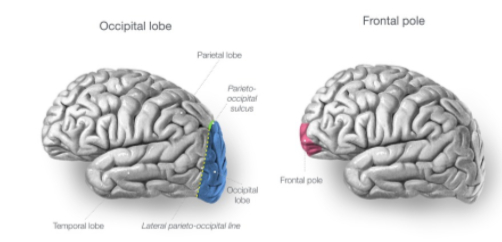 Occipital lobe
Frontal pole
Parietal lobe
Parieto-
occipital
sulcus
Occipital
lobe
Temporal lobe
Lateral parieto-occipital line
Frontal pole